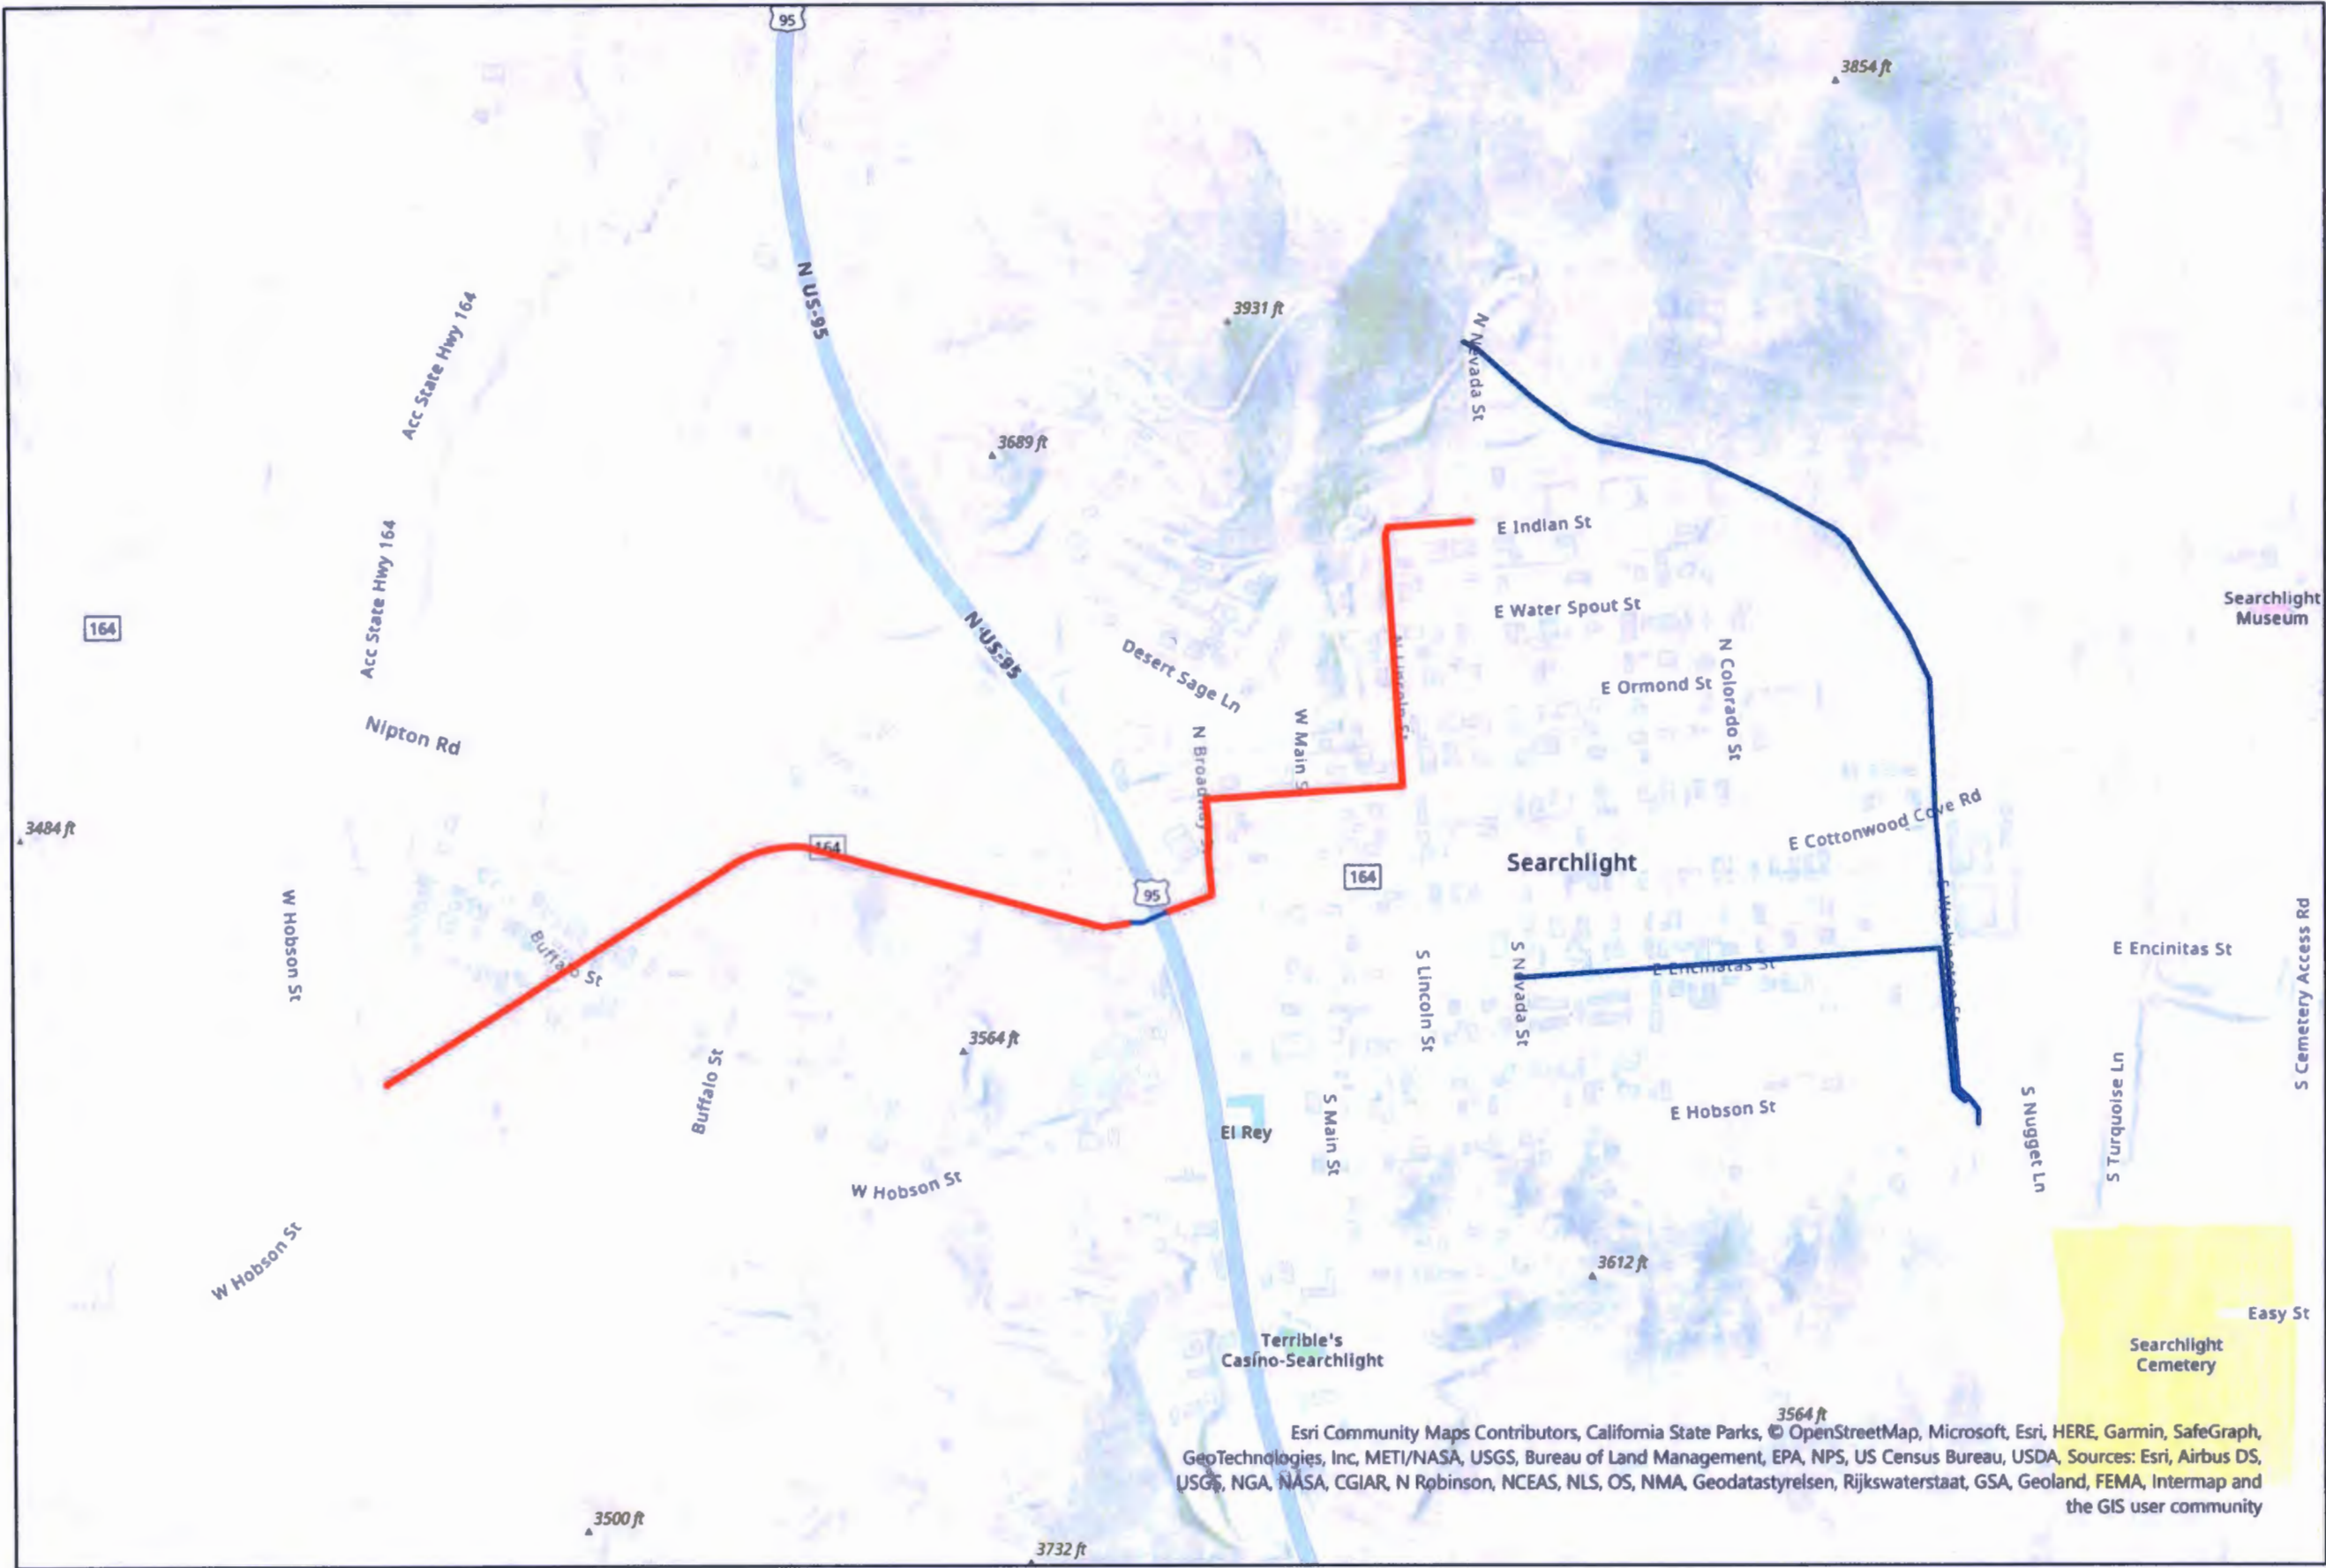 95
3854 ft
N US-95
Acc State Hwy 164
3931 ft
N Nevada St
3689 ft
Acc State Hwy 164
E Indian St
164
N US-95
E Water Spout St
Searchlight
Museum
Desert Sage Ln
N Lincoln St
N Colorado St
E Ormond St
Nipton Rd
N Broadway St
W Main S
3484 ft
164
E Cottonwood Cove Rd
Searchlight
164
95
W Hobson St
Buffalo St
E Washington St
S Lincoln St
S Nevada St
E Encinatas St
E Encinitas St
S Cemetery Access Rd
3564 ft
Buffalo St
El Rey
S Main St
E Hobson St
S Nugget Ln
S Turquoise Ln
W Hobson St
W Hobson St
3612 ft
Easy St
Terrible's
Casino-Searchlight
Searchlight
Cemetery
3564 ft
Esri Community Maps Contributors, California State Parks, © OpenStreetMap, Microsoft, Esri, HERE, Garmin, SafeGraph,
GeoTechnologies, Inc, METI/NASA, USGS, Bureau of Land Management, EPA, NPS, US Census Bureau, USDA, Sources: Esri, Airbus DS,
USGS, NGA, NASA, CGIAR, N Robinson, NCEAS, NLS, OS, NMA, Geodatastyrelsen, Rijkswaterstaat, GSA, Geoland, FEMA, Intermap and
the GIS user community
3500 ft
3732 ft